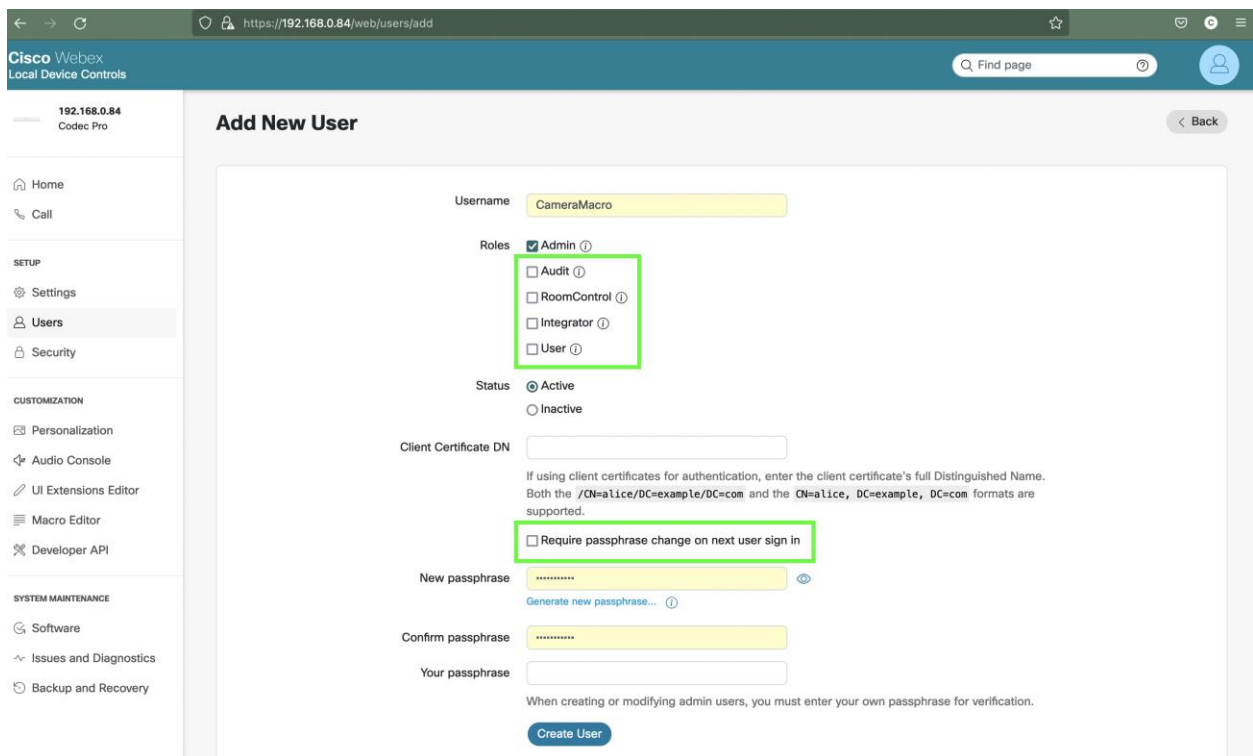 https://192.168.0.84/web/users/add
Cisco Webex
Local Device Controls
Find page
192.168.0.84
Codec Pro
Add New User
Back
Home
Call
SETUP
Settings
Users
Security
CUSTOMIZATION
Personalization
Audio Console
UI Extensions Editor
Macro Editor
Developer API
SYSTEM MAINTENANCE
Software
Issues and Diagnostics
Backup and Recovery
Username CameraMacro
Roles Admin
Audit
RoomControl
Integrator
User
Status Active
Inactive
Client Certificate DN
If using client certificates for authentication, enter the client certificate's full Distinguished Name.
Both the /CN=alice/DC=example/DC=com and the CN=alice, DC=example, DC=com formats are
supported.
Require passphrase change on next user sign in
New passphrase •••••••••••
Generate new passphrase...
Confirm passphrase •••••••••••
Your passphrase
When creating or modifying admin users, you must enter your own passphrase for verification.
Create User